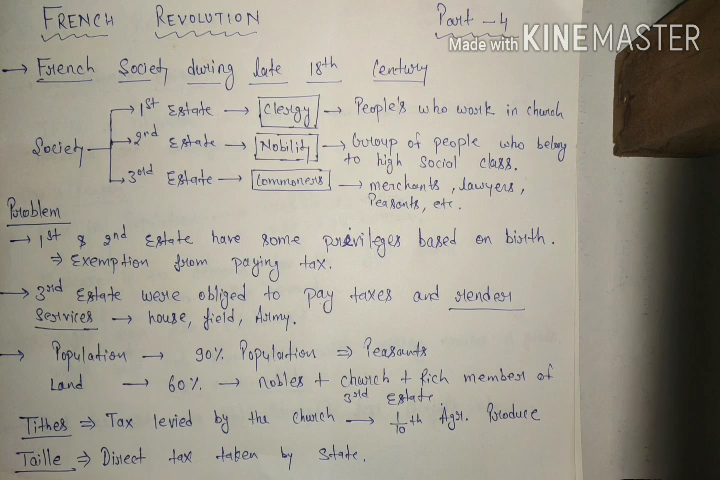 FRENCH REVOLUTION Part - 4
Made with KINEMASTER
→ French Society during late 18th Century
Society → 1st Estate → Clergy → People's who work in church
→ 2nd Estate → Nobility → Group of people who belong
to high social class.
→ 3rd Estate → Commoners → merchants, lawyers,
Peasants, etc.
Problem
→ 1st & 2nd Estate have some privileges based on birth.
⇒ Exemption from paying tax.
→ 3rd Estate were obliged to pay taxes and render
Services → house, field, Army.
→ Population → 90% Population ⇒ Peasants
Land → 60% → nobles + church + Rich member of
3rd Estate.
Tithes ⇒ Tax levied by the church → 1/10th Agr. Produce
Taille ⇒ Direct tax taken by state.